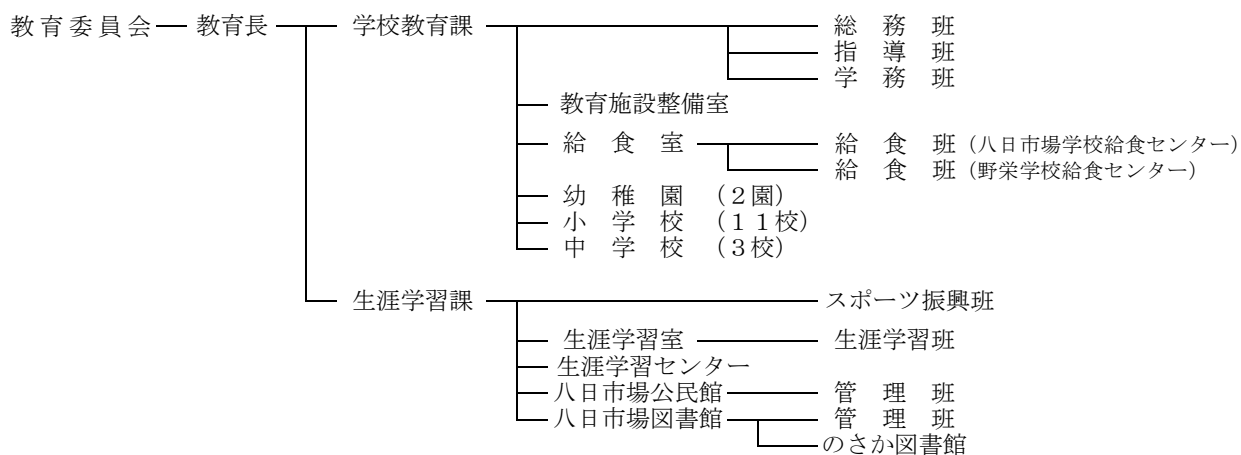 教育委員会 教育長 学校教育課 総務班
指導班
学務班
教育施設整備室
給食室 給食班（八日市場学校給食センター）
給食班（野栄学校給食センター）
幼稚園（２園）
小学校（１１校）
中学校（３校）
生涯学習課 スポーツ振興班
生涯学習室 生涯学習班
生涯学習センター
八日市場公民館 管理班
八日市場図書館 管理班
のさか図書館